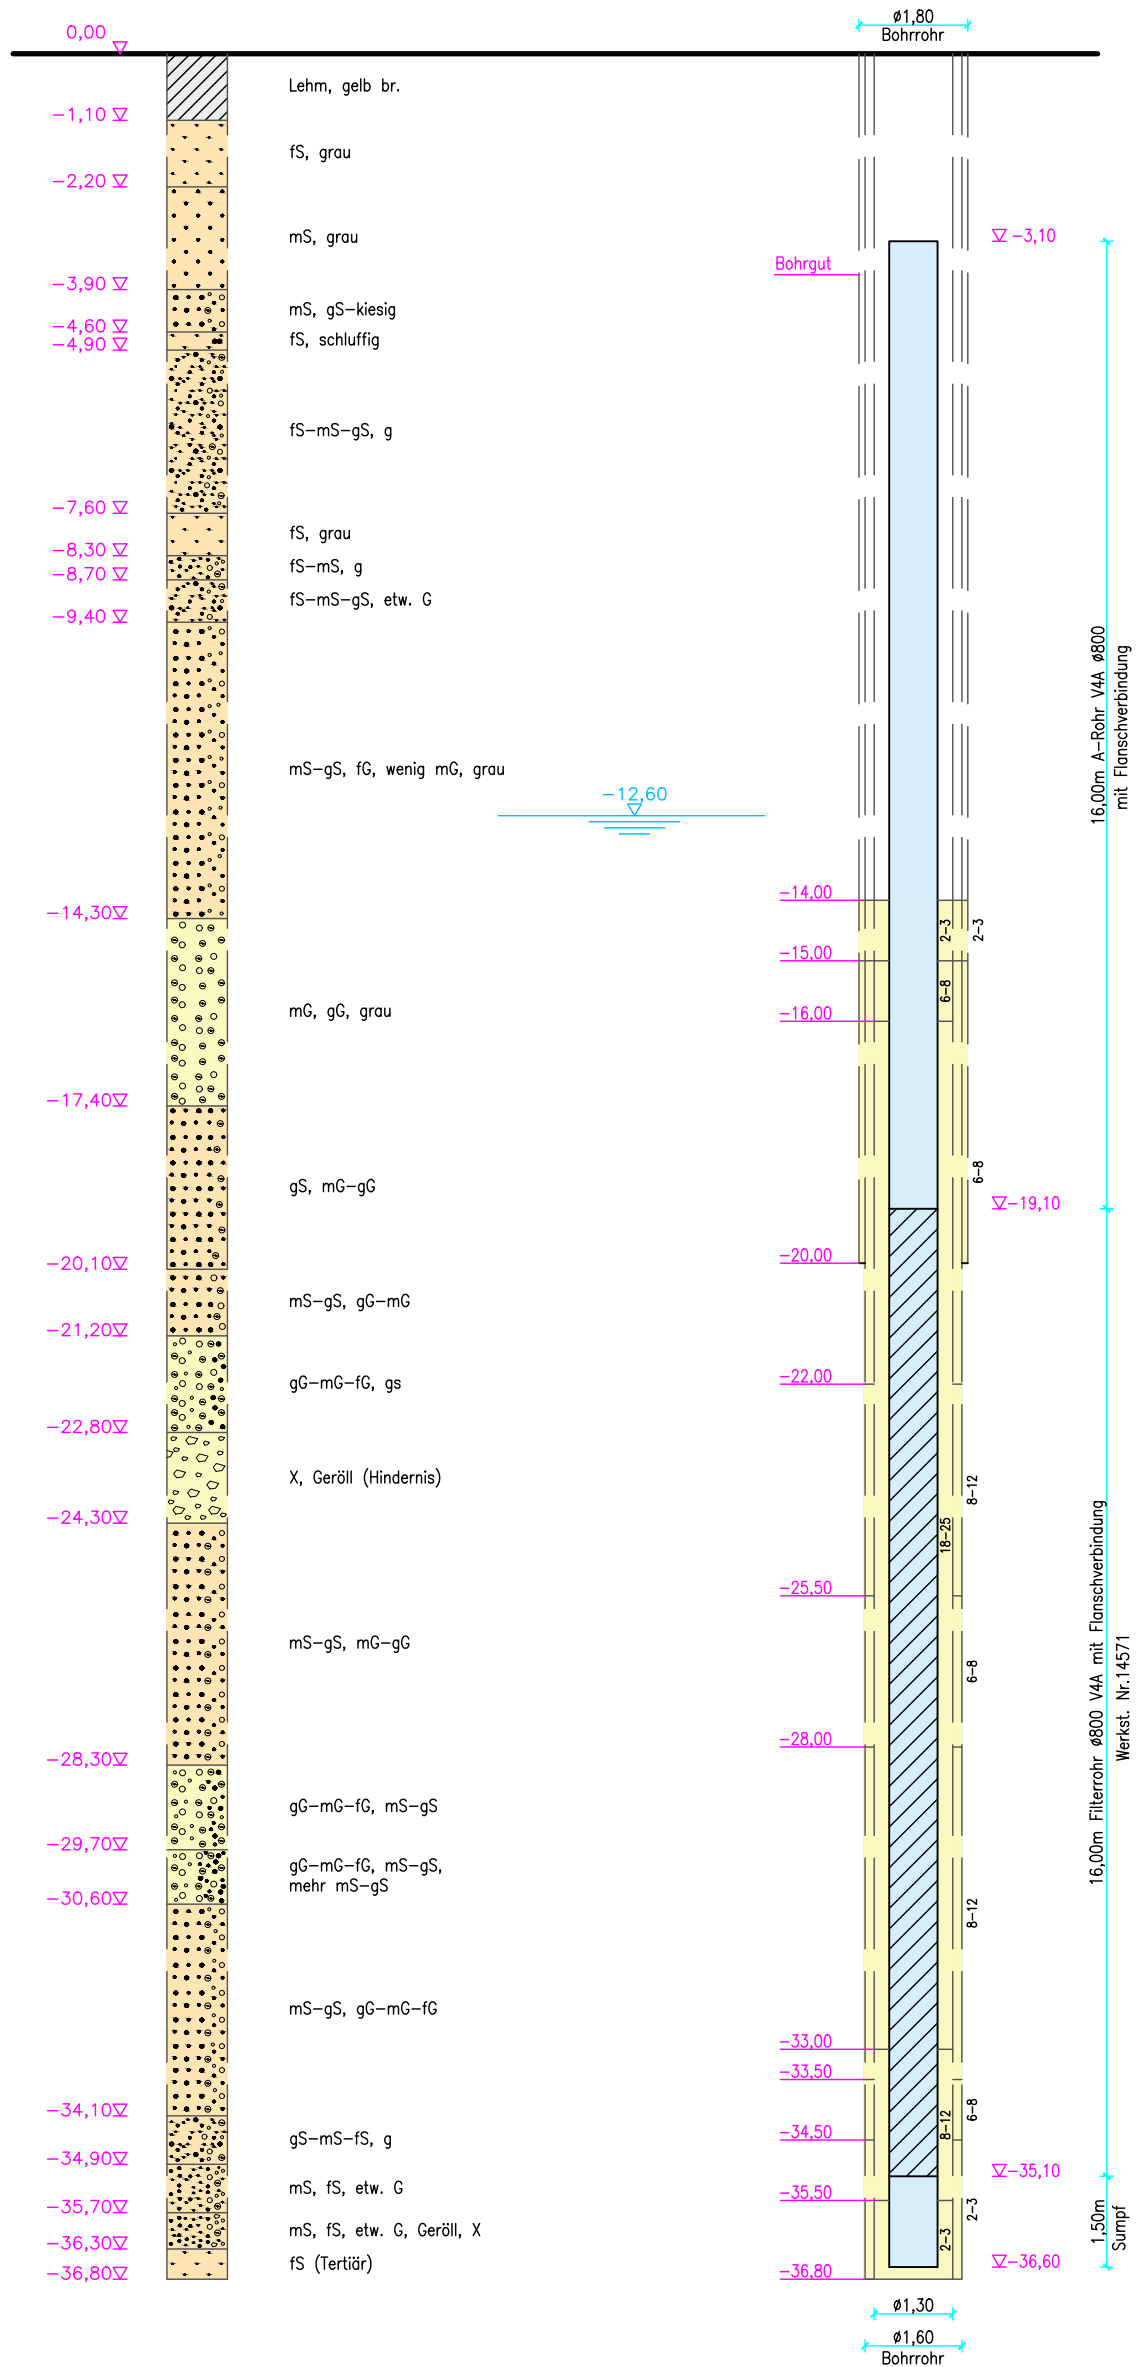 0,00
ø1,80
Bohrrohr
Lehm, gelb br.
-1,10
fS, grau
-2,20
mS, grau
-3,10
Bohrgut
-3,90
mS, gS-kiesig
-4,60
fS, schluffig
-4,90
fS-mS-gS, g
-7,60
fS, grau
-8,30
fS-mS, g
-8,70
fS-mS-gS, etw. G
-9,40
16,00m A-Rohr V4A ø800
mit Flanschverbindung
mS-gS, fG, wenig mG, grau
-12,60
-14,00
-14,30
2-3
2-3
-15,00
6-8
mG, gG, grau
-16,00
-17,40
6-8
gS, mG-gG
-19,10
-20,00
-20,10
mS-gS, gG-mG
-21,20
-22,00
gG-mG-fG, gs
-22,80
X, Geröll (Hindernis)
8-12
-24,30
18-25
-25,50
mS-gS, mG-gG
6-8
16,00m Filterrohr ø800 V4A mit Flanschverbindung
Werkst. Nr.14571
-28,00
-28,30
gG-mG-fG, mS-gS
-29,70
gG-mG-fG, mS-gS,
mehr mS-gS
-30,60
8-12
mS-gS, gG-mG-fG
-33,00
-33,50
-34,10
6-8
8-12
-34,50
gS-mS-fS, g
-34,90
-35,10
mS, fS, etw. G
-35,50
-35,70
2-3
1,50m
Sumpf
mS, fS, etw. G, Geröll, X
-36,30
2-3
fS (Tertiär)
-36,60
-36,80
-36,80
ø1,30
ø1,60
Bohrrohr